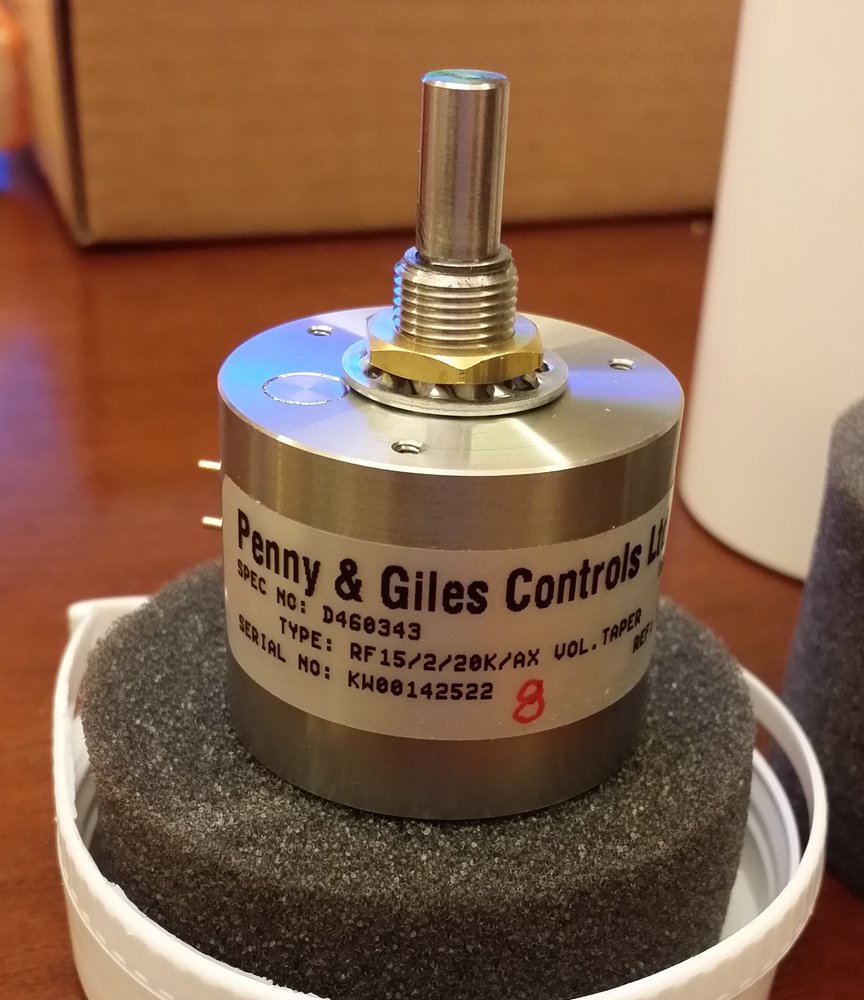 Penny & Giles Controls Lt
SPEC NO: D460343
TYPE: RF15/2/20K/AX VOL.TAPER
REF:
SERIAL NO: KW00142522 8